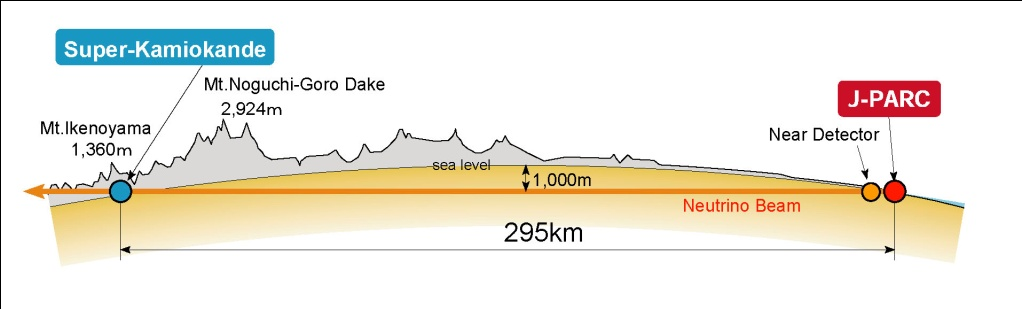 Super-Kamiokande
Mt.Noguchi-Goro Dake
2,924m
J-PARC
Mt.Ikenoyama
1,360m
Near Detector
sea level
1,000m
Neutrino Beam
295km